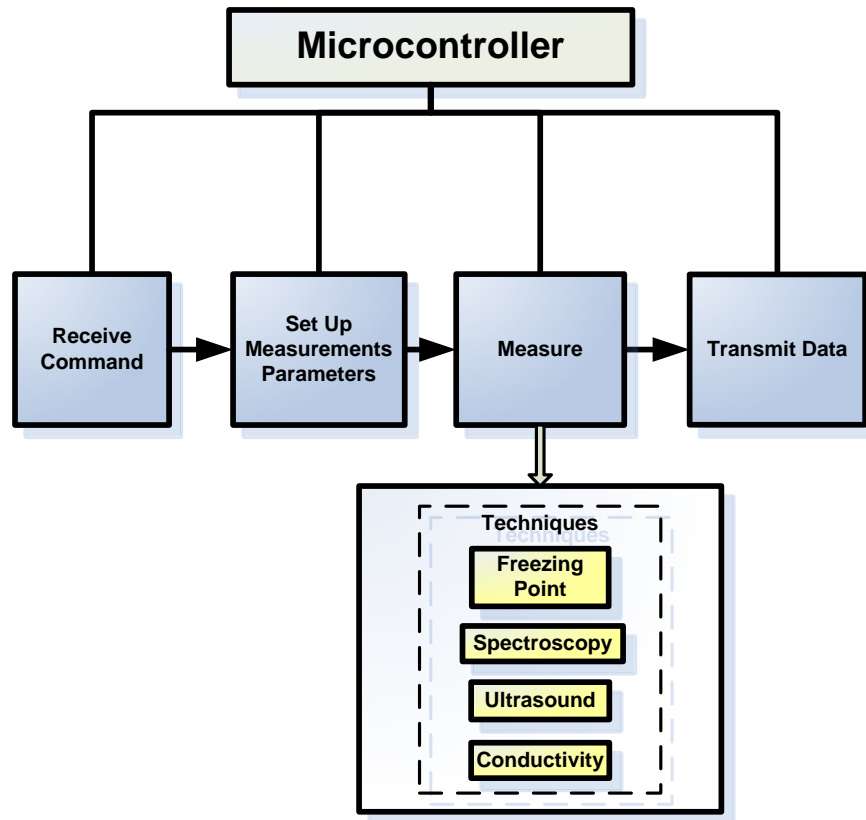 Microcontroller
Receive
Command
Set Up
Measurements
Parameters
Measure
Transmit Data
Techniques
Freezing
Point
Spectroscopy
Ultrasound
Conductivity